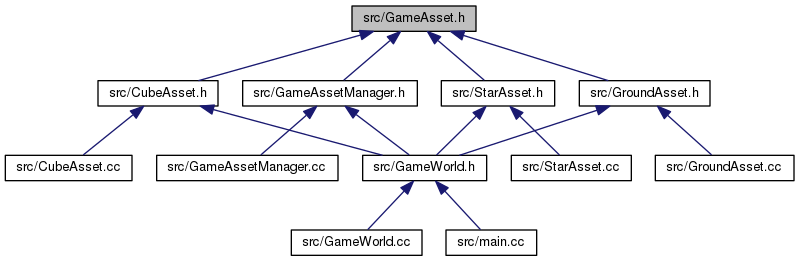 src/GameAsset.h
src/CubeAsset.h
src/GameAssetManager.h
src/StarAsset.h
src/GroundAsset.h
src/CubeAsset.cc
src/GameAssetManager.cc
src/GameWorld.h
src/StarAsset.cc
src/GroundAsset.cc
src/GameWorld.cc
src/main.cc